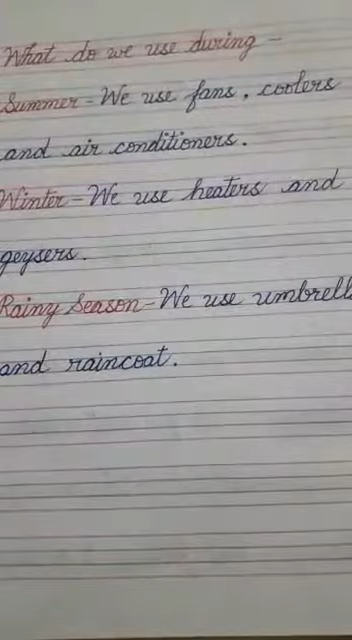 What do we use during –
Summer – We use fans, coolers
and air conditioners.
Winter – We use heaters and
geysers.
Rainy Season – We use umbrell
and raincoat.